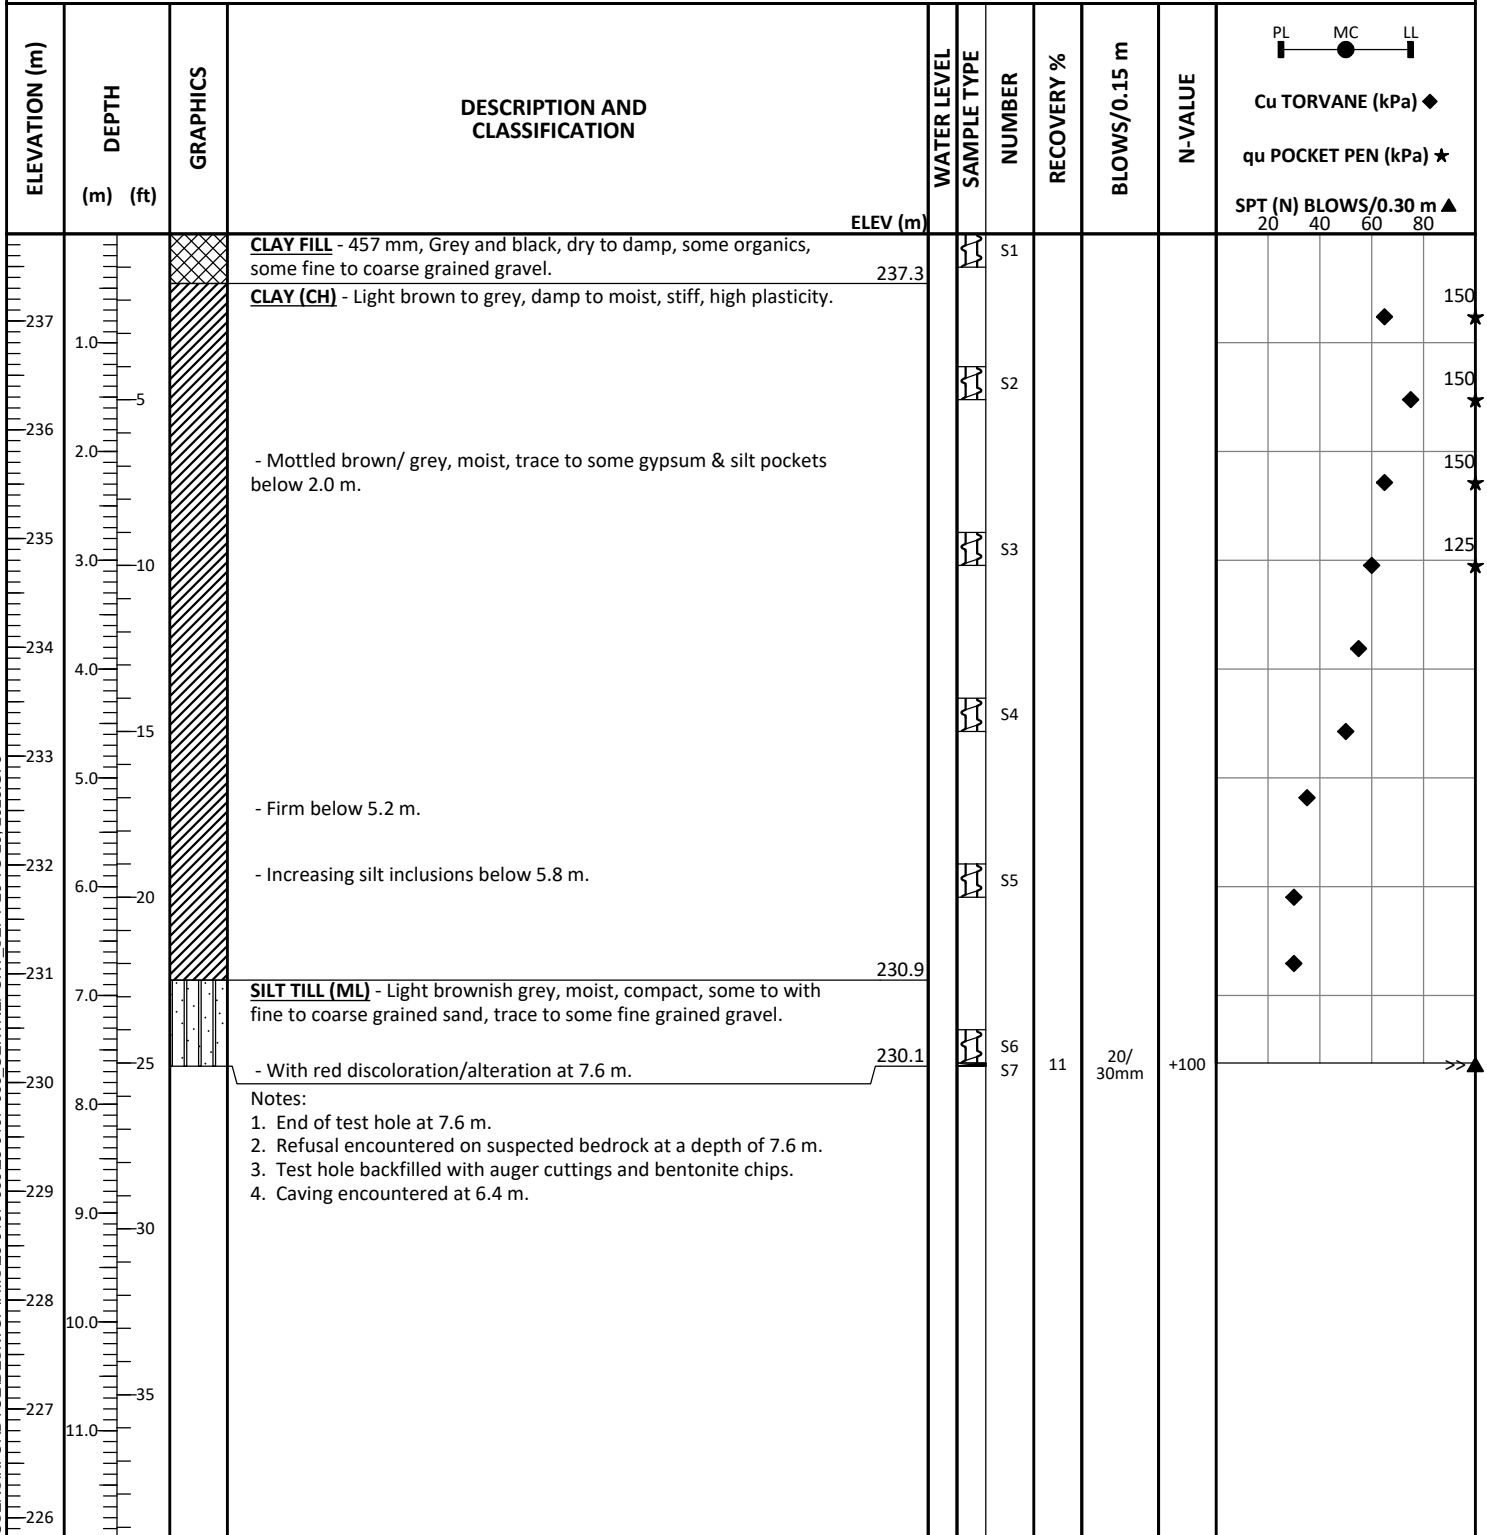 ELEVATION (m)
DEPTH
(m) (ft)
GRAPHICS
DESCRIPTION AND
CLASSIFICATION
ELEV (m)
WATER LEVEL
SAMPLE TYPE
NUMBER
RECOVERY %
BLOWS/0.15 m
N-VALUE
PL MC LL
Cu TORVANE (kPa) ◆
qu POCKET PEN (kPa) ★
SPT (N) BLOWS/0.30 m ▲
20 40 60 80
CLAY FILL - 457 mm, Grey and black, dry to damp, some organics,
some fine to coarse grained gravel.
237.3
S1
CLAY (CH) - Light brown to grey, damp to moist, stiff, high plasticity.
150
237
1.0
S2
150
5
236
2.0
- Mottled brown/ grey, moist, trace to some gypsum & silt pockets
below 2.0 m.
150
235
S3
125
3.0
10
234
4.0
S4
15
233
5.0
- Firm below 5.2 m.
232
- Increasing silt inclusions below 5.8 m.
S5
6.0
20
231
230.9
7.0
SILT TILL (ML) - Light brownish grey, moist, compact, some to with
fine to coarse grained sand, trace to some fine grained gravel.
S6
230.1
25
- With red discoloration/alteration at 7.6 m.
S7
11
20/
30mm
+100
>>
230
8.0
Notes:
1. End of test hole at 7.6 m.
2. Refusal encountered on suspected bedrock at a depth of 7.6 m.
3. Test hole backfilled with auger cuttings and bentonite chips.
4. Caving encountered at 6.4 m.
229
9.0
30
228
10.0
35
227
11.0
226